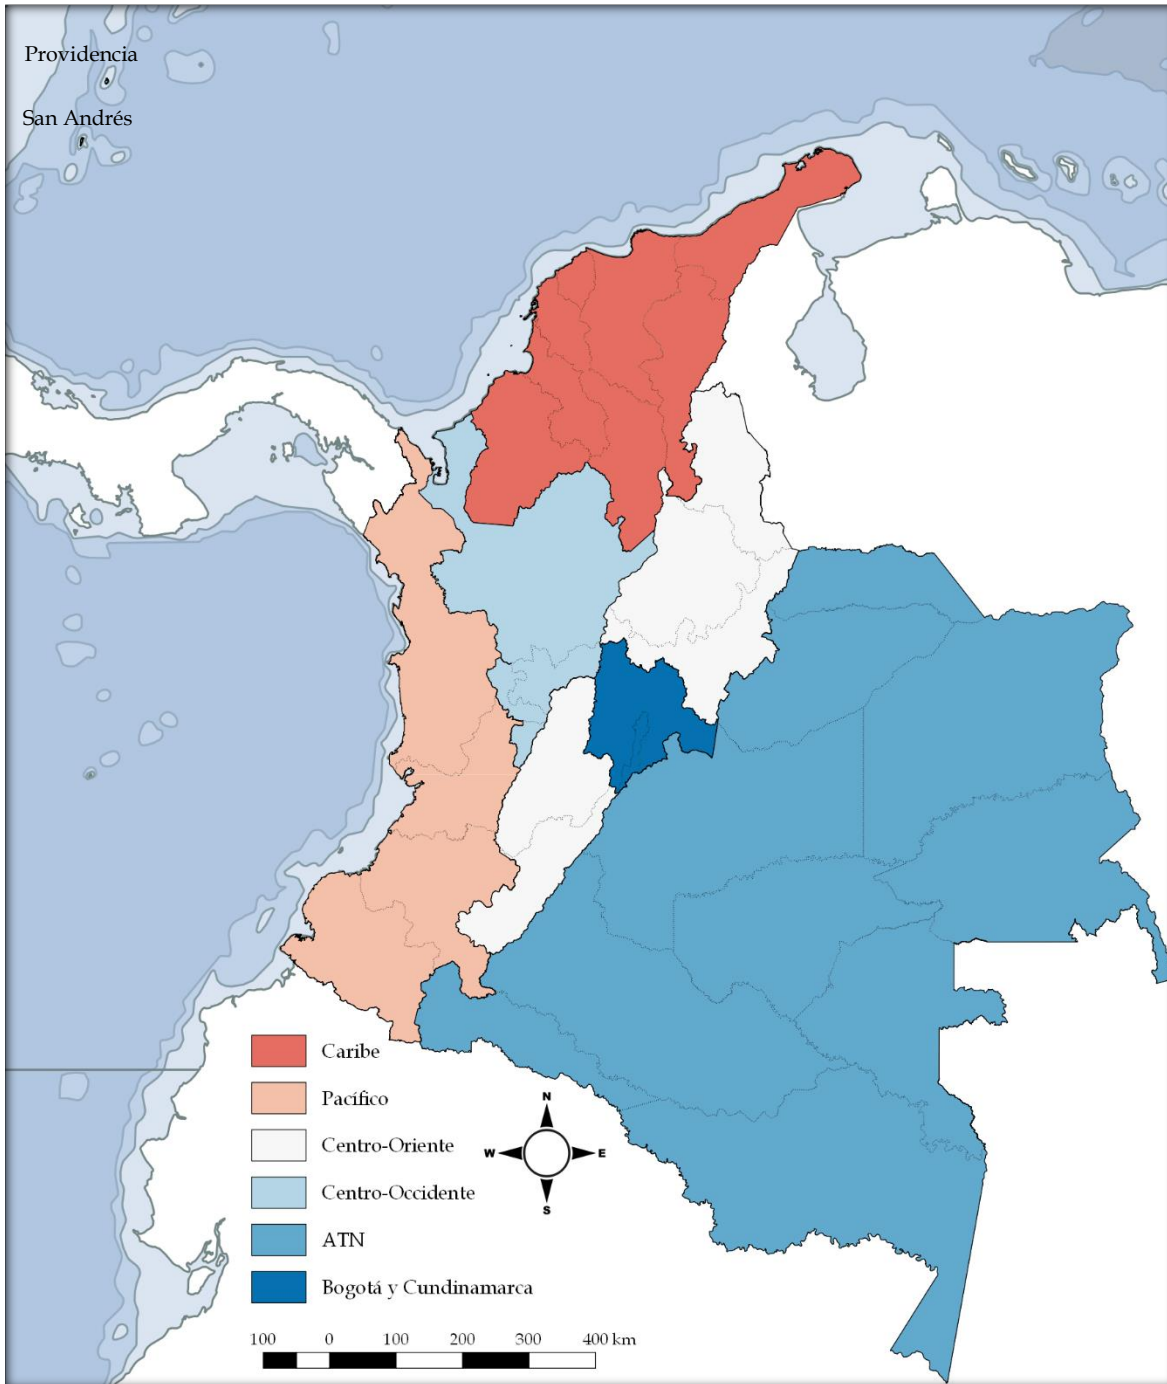 Providencia
San Andrés
Caribe
Pacífico
Centro-Oriente
Centro-Occidente
ATN
Bogotá y Cundinamarca
N
W E
S
100 0 100 200 300 400 km